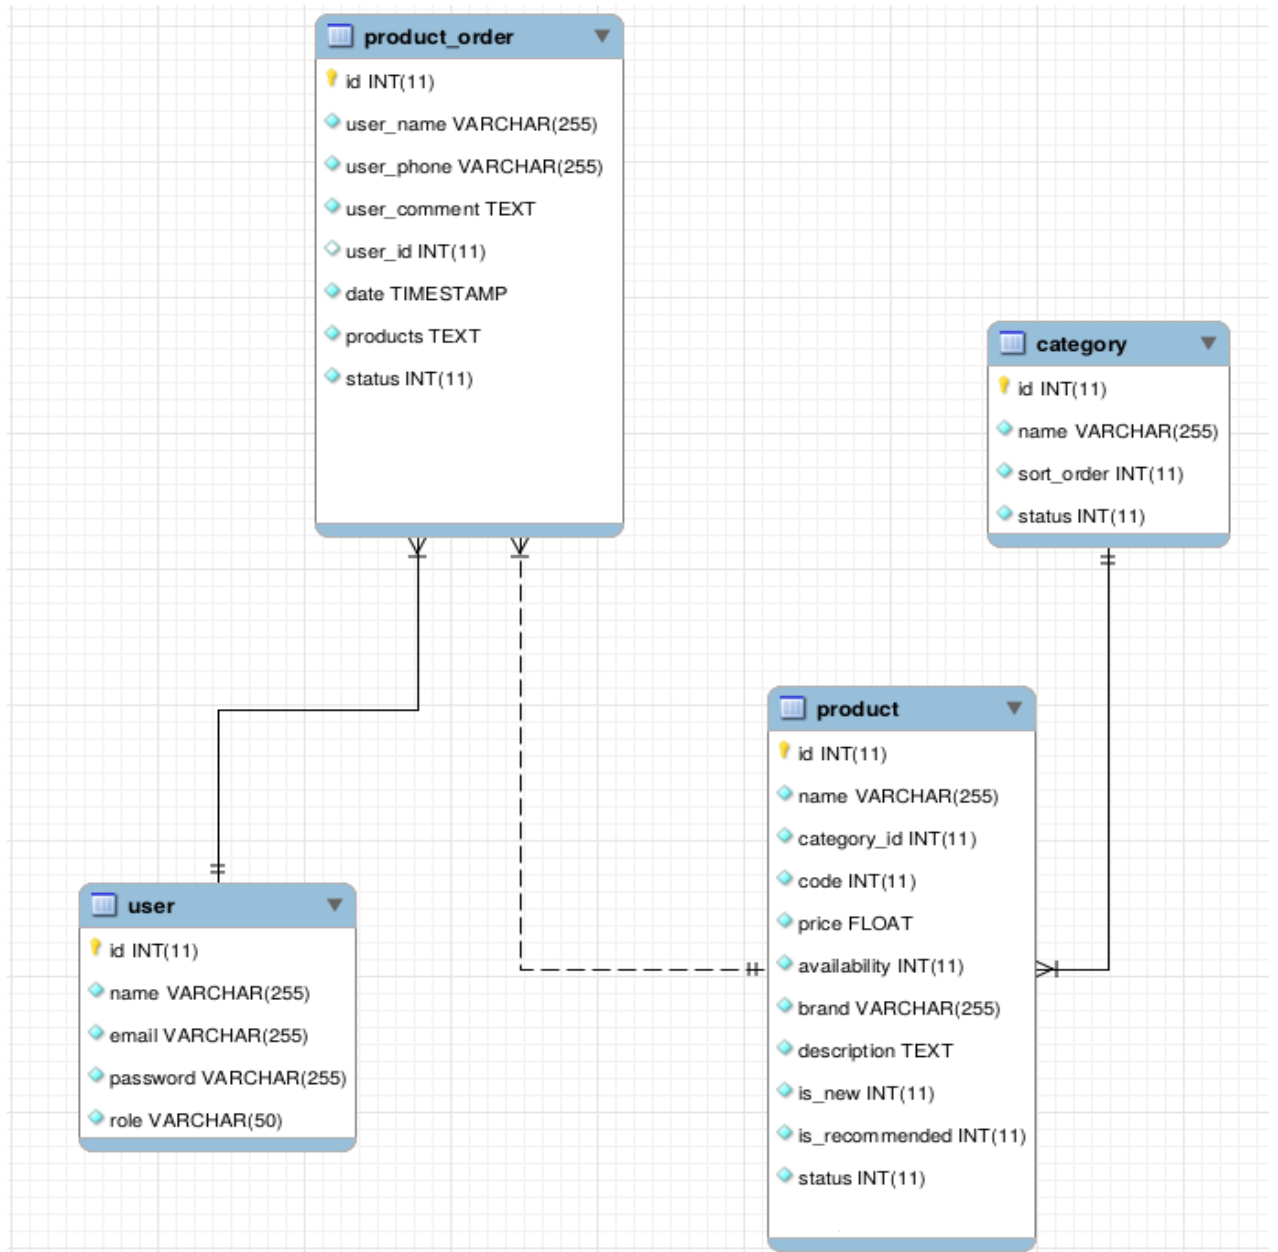 product_order
id INT(11)
user_name VARCHAR(255)
user_phone VARCHAR(255)
user_comment TEXT
user_id INT(11)
date TIMESTAMP
products TEXT
status INT(11)
category
id INT(11)
name VARCHAR(255)
sort_order INT(11)
status INT(11)
product
id INT(11)
name VARCHAR(255)
category_id INT(11)
code INT(11)
price FLOAT
availability INT(11)
brand VARCHAR(255)
description TEXT
is_new INT(11)
is_recommended INT(11)
status INT(11)
user
id INT(11)
name VARCHAR(255)
email VARCHAR(255)
password VARCHAR(255)
role VARCHAR(50)